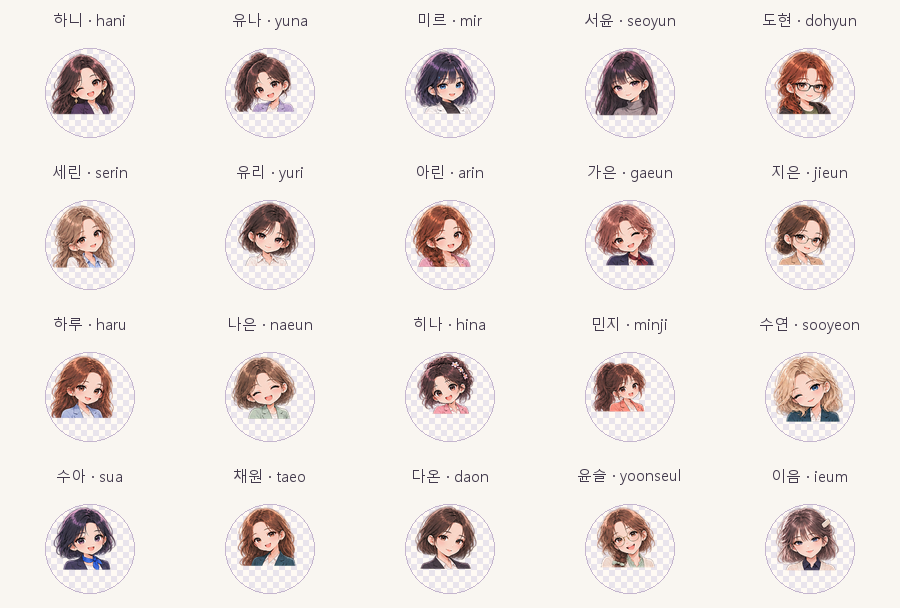 하니 · hani
유나 · yuna
미르 · mir
서윤 · seoyun
도현 · dohyun
세린 · serin
유리 · yuri
아린 · arin
가은 · gaeun
지은 · jieun
하루 · haru
나은 · naeun
히나 · hina
민지 · minji
수연 · sooyeon
수아 · sua
채원 · taeo
다온 · daon
윤슬 · yoonseul
이음 · ieum